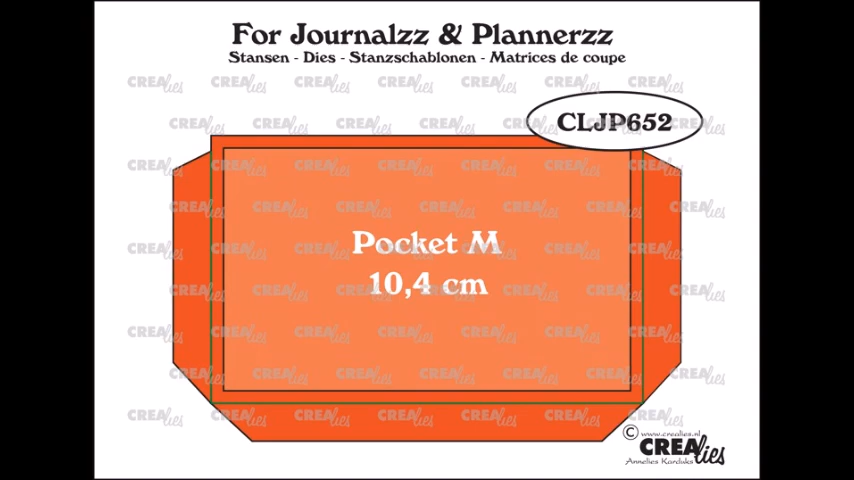 For Journalzz & Plannerzz
Stansen - Dies - Stanzschablonen - Matrices de coupe
CLJP652
Pocket M
10,4 cm
© www.crealies.nl
CREAlies
Annelies Karduks